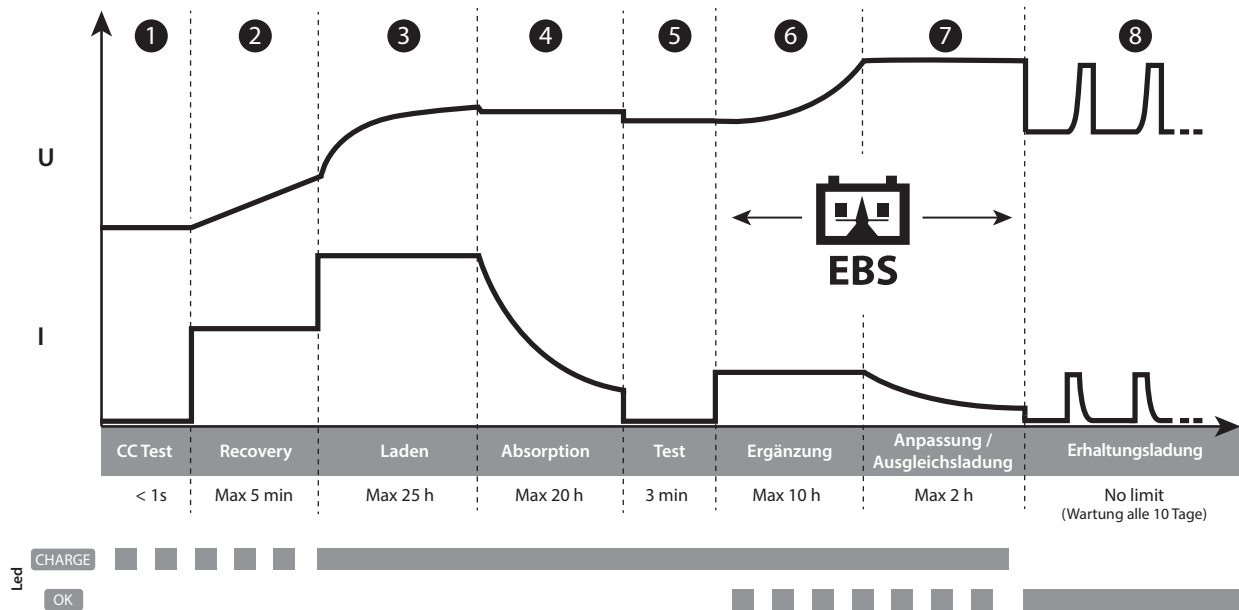 1 2 3 4 5 6 7 8
U
EBS
I
CC Test Recovery Laden Absorption Test Ergänzung Anpassung / Ausgleichsladung Erhaltungsladung
< 1s Max 5 min Max 25 h Max 20 h 3 min Max 10 h Max 2 h No limit
(Wartung alle 10 Tage)
Led
CHARGE
OK